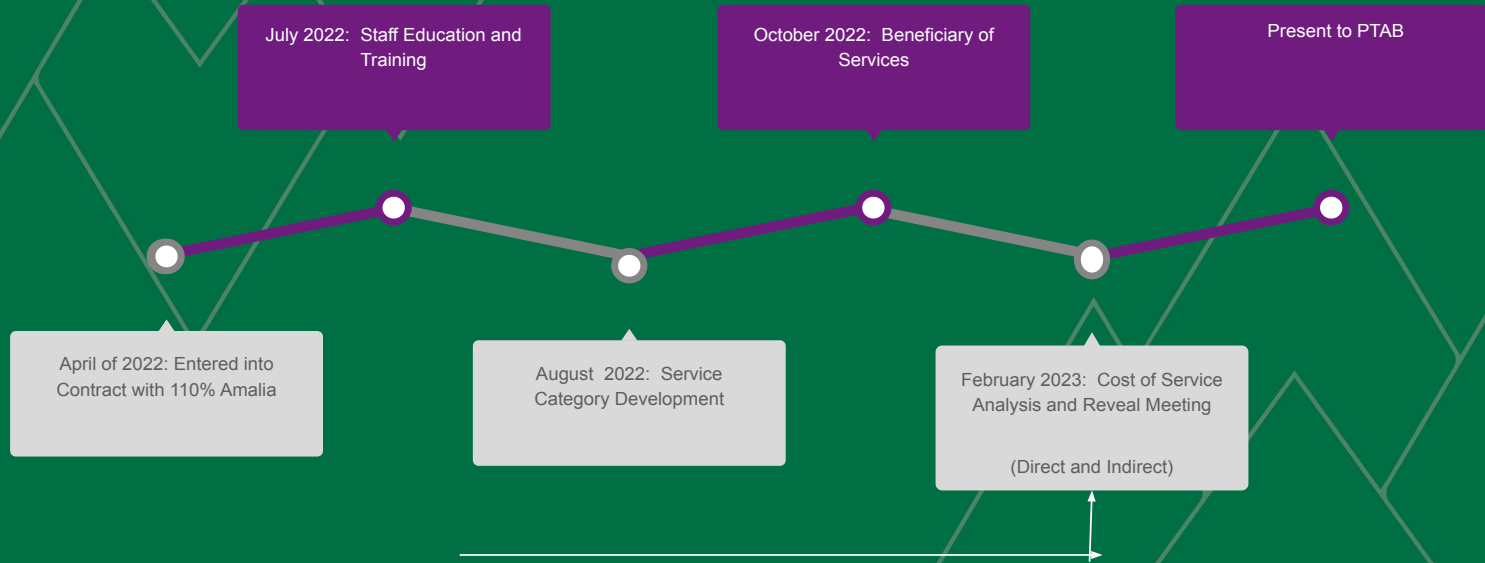 July 2022:  Staff Education and
Training
October 2022:  Beneficiary of
Services
Present to PTAB
April of 2022: Entered into
Contract with 110% Amalia
August  2022:  Service
Category Development
February 2023:  Cost of Service
Analysis and Reveal Meeting
(Direct and Indirect)